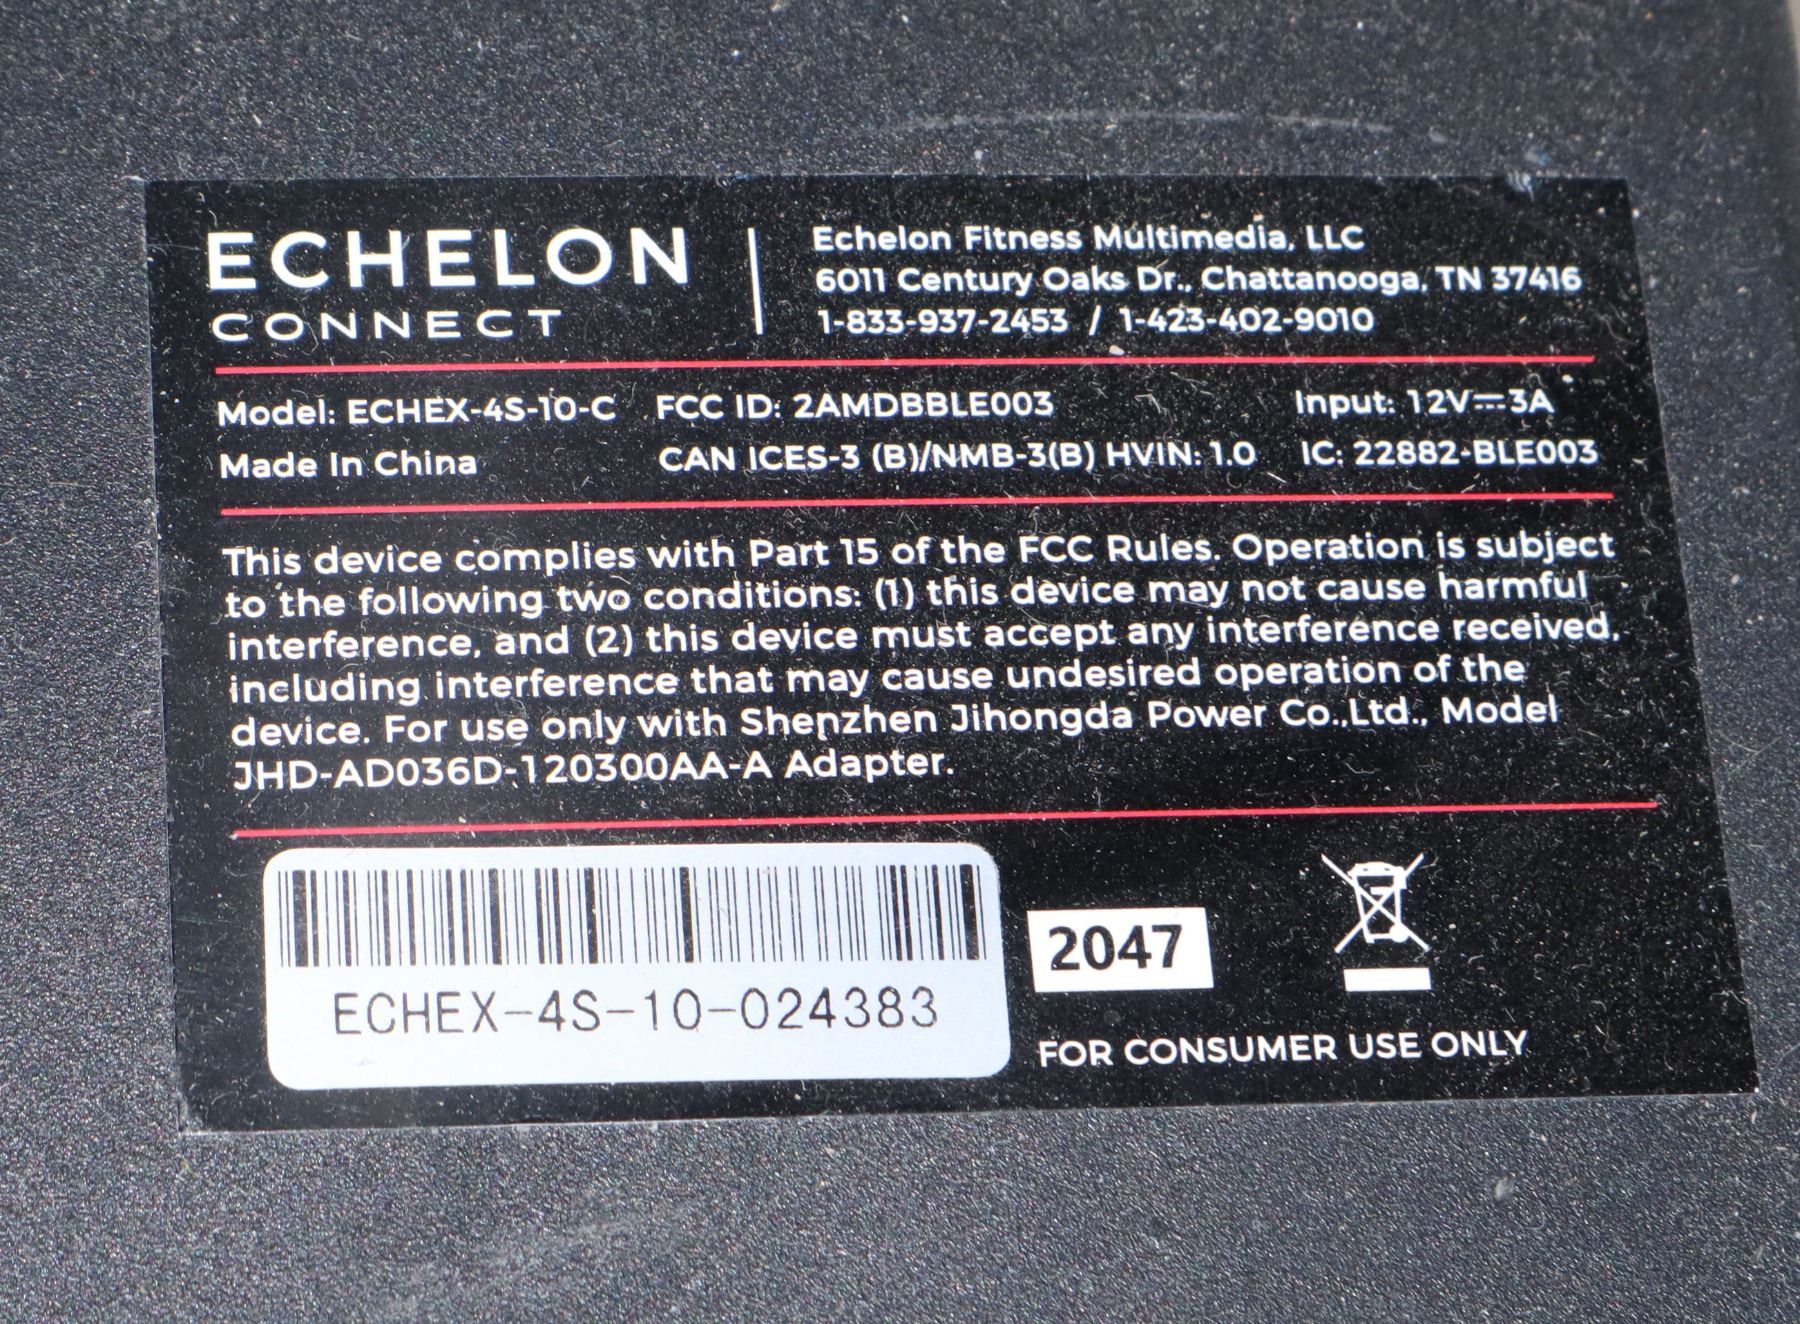 ECHELON
CONNECT
Echelon Fitness Multimedia, LLC
6011 Century Oaks Dr., Chattanooga, TN 37416
1-833-937-2453 / 1-423-402-9010
Model: ECHEX-4S-10-C FCC ID: 2AMDBBLE003 Input: 12V⎓3A
Made In China CAN ICES-3 (B)/NMB-3(B) HVIN: 1.0 IC: 22882-BLE003
This device complies with Part 15 of the FCC Rules. Operation is subject
to the following two conditions: (1) this device may not cause harmful
interference, and (2) this device must accept any interference received,
including interference that may cause undesired operation of the
device. For use only with Shenzhen Jihongda Power Co.,Ltd., Model
JHD-AD036D-120300AA-A Adapter.
ECHEX-4S-10-024383
2047
FOR CONSUMER USE ONLY